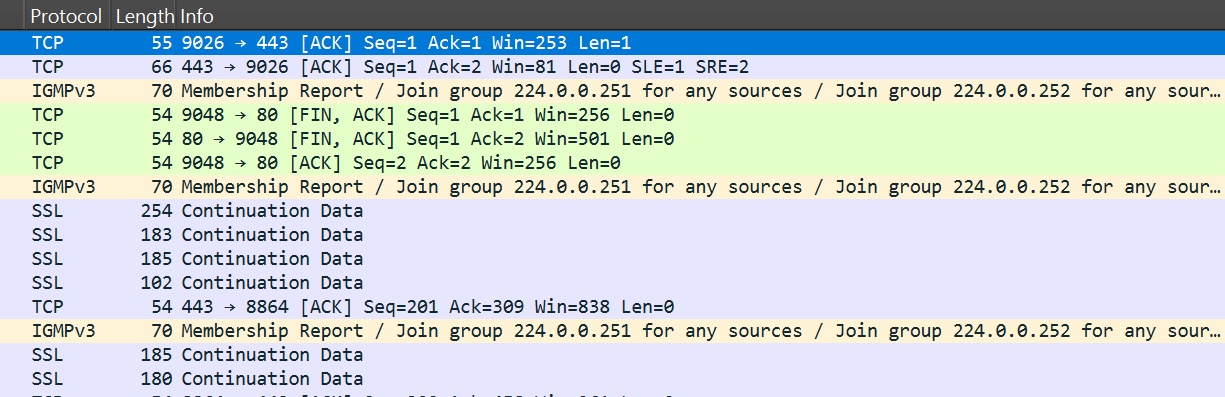 Protocol Length Info
TCP 55 9026 → 443 [ACK] Seq=1 Ack=1 Win=253 Len=1
TCP 66 443 → 9026 [ACK] Seq=1 Ack=2 Win=81 Len=0 SLE=1 SRE=2
IGMPv3 70 Membership Report / Join group 224.0.0.251 for any sources / Join group 224.0.0.252 for any sour…
TCP 54 9048 → 80 [FIN, ACK] Seq=1 Ack=1 Win=256 Len=0
TCP 54 80 → 9048 [FIN, ACK] Seq=1 Ack=2 Win=501 Len=0
TCP 54 9048 → 80 [ACK] Seq=2 Ack=2 Win=256 Len=0
IGMPv3 70 Membership Report / Join group 224.0.0.251 for any sources / Join group 224.0.0.252 for any sour…
SSL 254 Continuation Data
SSL 183 Continuation Data
SSL 185 Continuation Data
SSL 102 Continuation Data
TCP 54 443 → 8864 [ACK] Seq=201 Ack=309 Win=838 Len=0
IGMPv3 70 Membership Report / Join group 224.0.0.251 for any sources / Join group 224.0.0.252 for any sour…
SSL 185 Continuation Data
SSL 180 Continuation Data